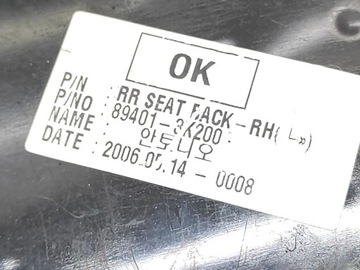 OK
P/N : RR SEAT BACK-RH(L»)
P/NO : 89401-3K200
NAME : 안토니오
DATE : 2006.05.14 - 0008